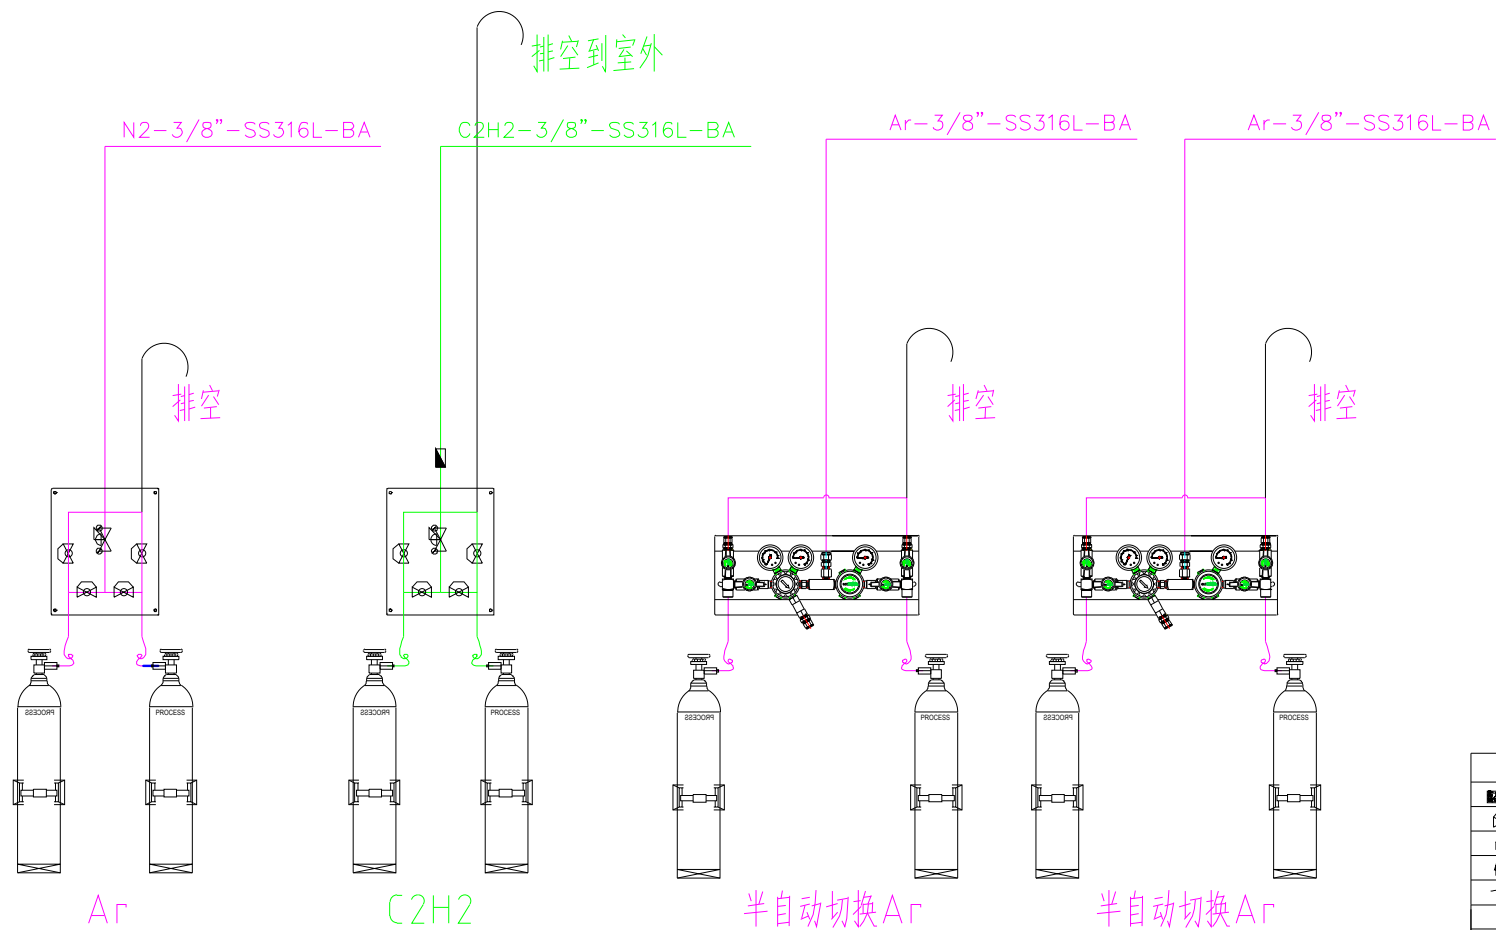 排空到室外
N2-3/8”-SS316L-BA
C2H2-3/8”-SS316L-BA
Ar-3/8”-SS316L-BA
Ar-3/8”-SS316L-BA
排空
排空
排空
PROCESS
PROCESS
PROCESS
PROCESS
PROCESS
PROCESS
PROCESS
PROCESS
Ar
C2H2
半自动切换Ar
半自动切换Ar